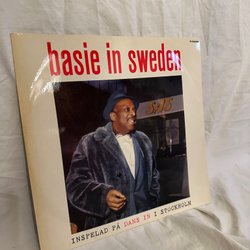 basie in sweden
INSPELAD PÅ DANS IN I STOCKHOLM